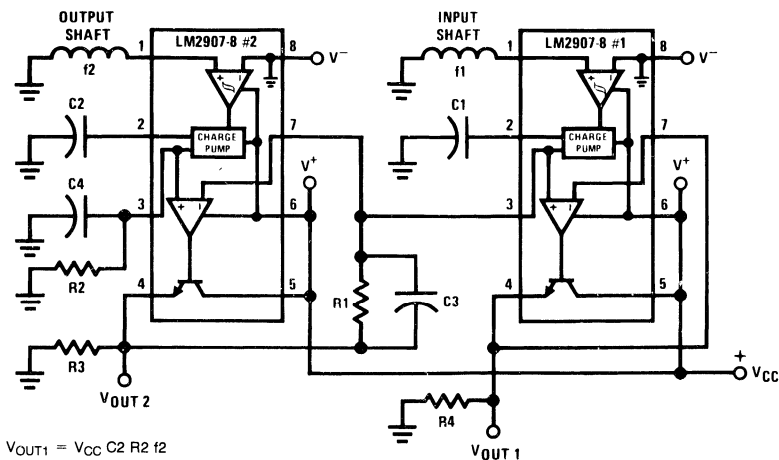 OUTPUT
SHAFT
f2
1
LM2907-8 #2
8
V−
+
−
C2
2
CHARGE
PUMP
7
C4
3
+
−
6
V+
R2
4
5
R1
C3
R3
VOUT 2
INPUT
SHAFT
f1
1
LM2907-8 #1
8
V−
+
−
C1
2
CHARGE
PUMP
7
3
+
−
6
V+
4
5
+
VCC
R4
VOUT 1
VOUT1 = VCC C2 R2 f2